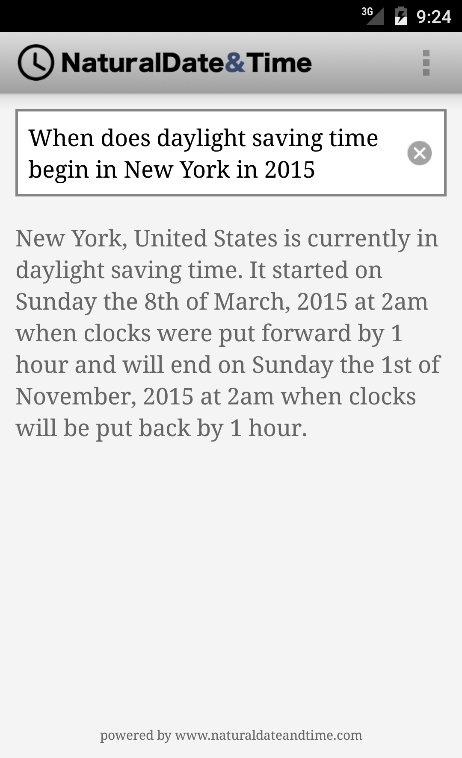 3G 9:24
NaturalDate&Time
When does daylight saving time
begin in New York in 2015
New York, United States is currently in
daylight saving time. It started on
Sunday the 8th of March, 2015 at 2am
when clocks were put forward by 1
hour and will end on Sunday the 1st of
November, 2015 at 2am when clocks
will be put back by 1 hour.
powered by www.naturaldateandtime.com